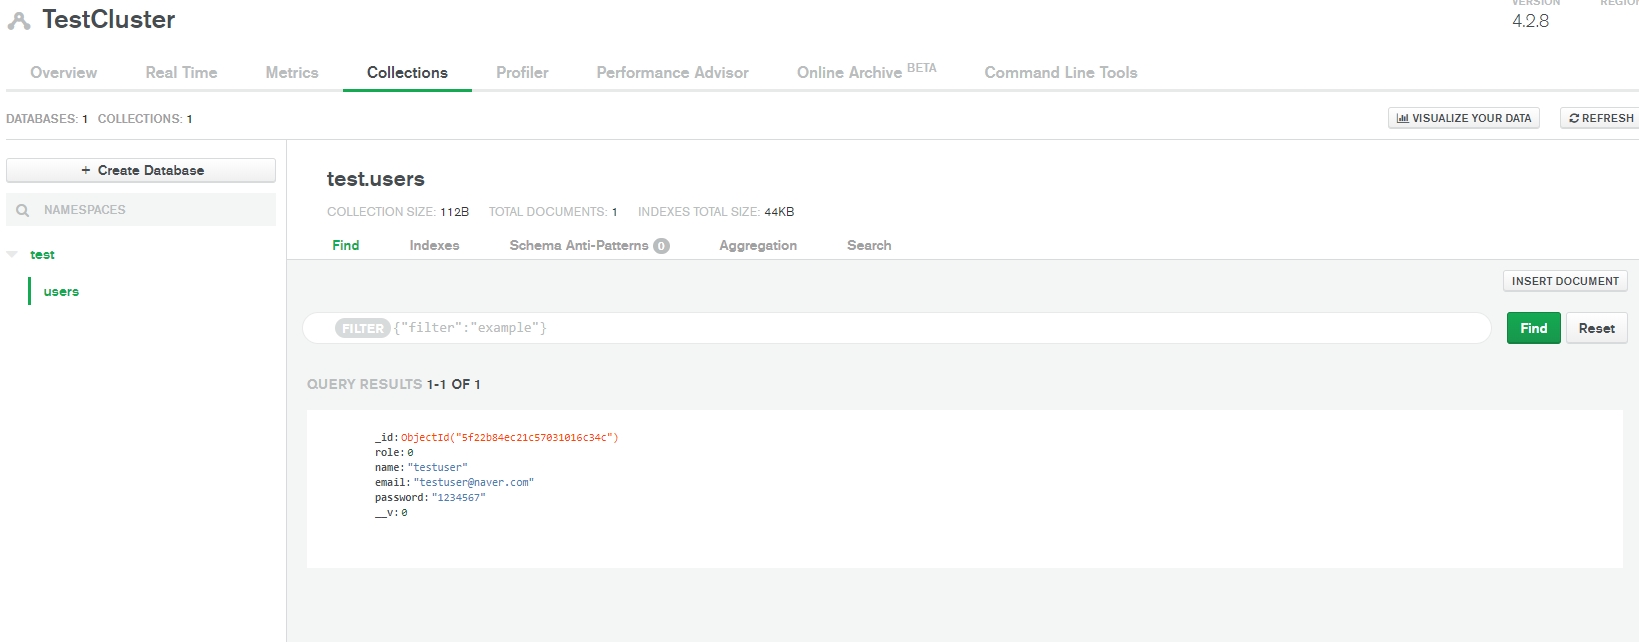 TestCluster
VERSION
4.2.8
Overview Real Time Metrics Collections Profiler Performance Advisor Online Archive BETA Command Line Tools
DATABASES: 1 COLLECTIONS: 1
VISUALIZE YOUR DATA
REFRESH
+ Create Database
NAMESPACES
test
users
test.users
COLLECTION SIZE: 112B TOTAL DOCUMENTS: 1 INDEXES TOTAL SIZE: 44KB
Find Indexes Schema Anti-Patterns 0 Aggregation Search
INSERT DOCUMENT
FILTER {"filter":"example"}
Find Reset
QUERY RESULTS 1-1 OF 1
_id: ObjectId("5f22b84ec21c57031016c34c")
role: 0
name: "testuser"
email: "testuser@naver.com"
password: "1234567"
__v: 0